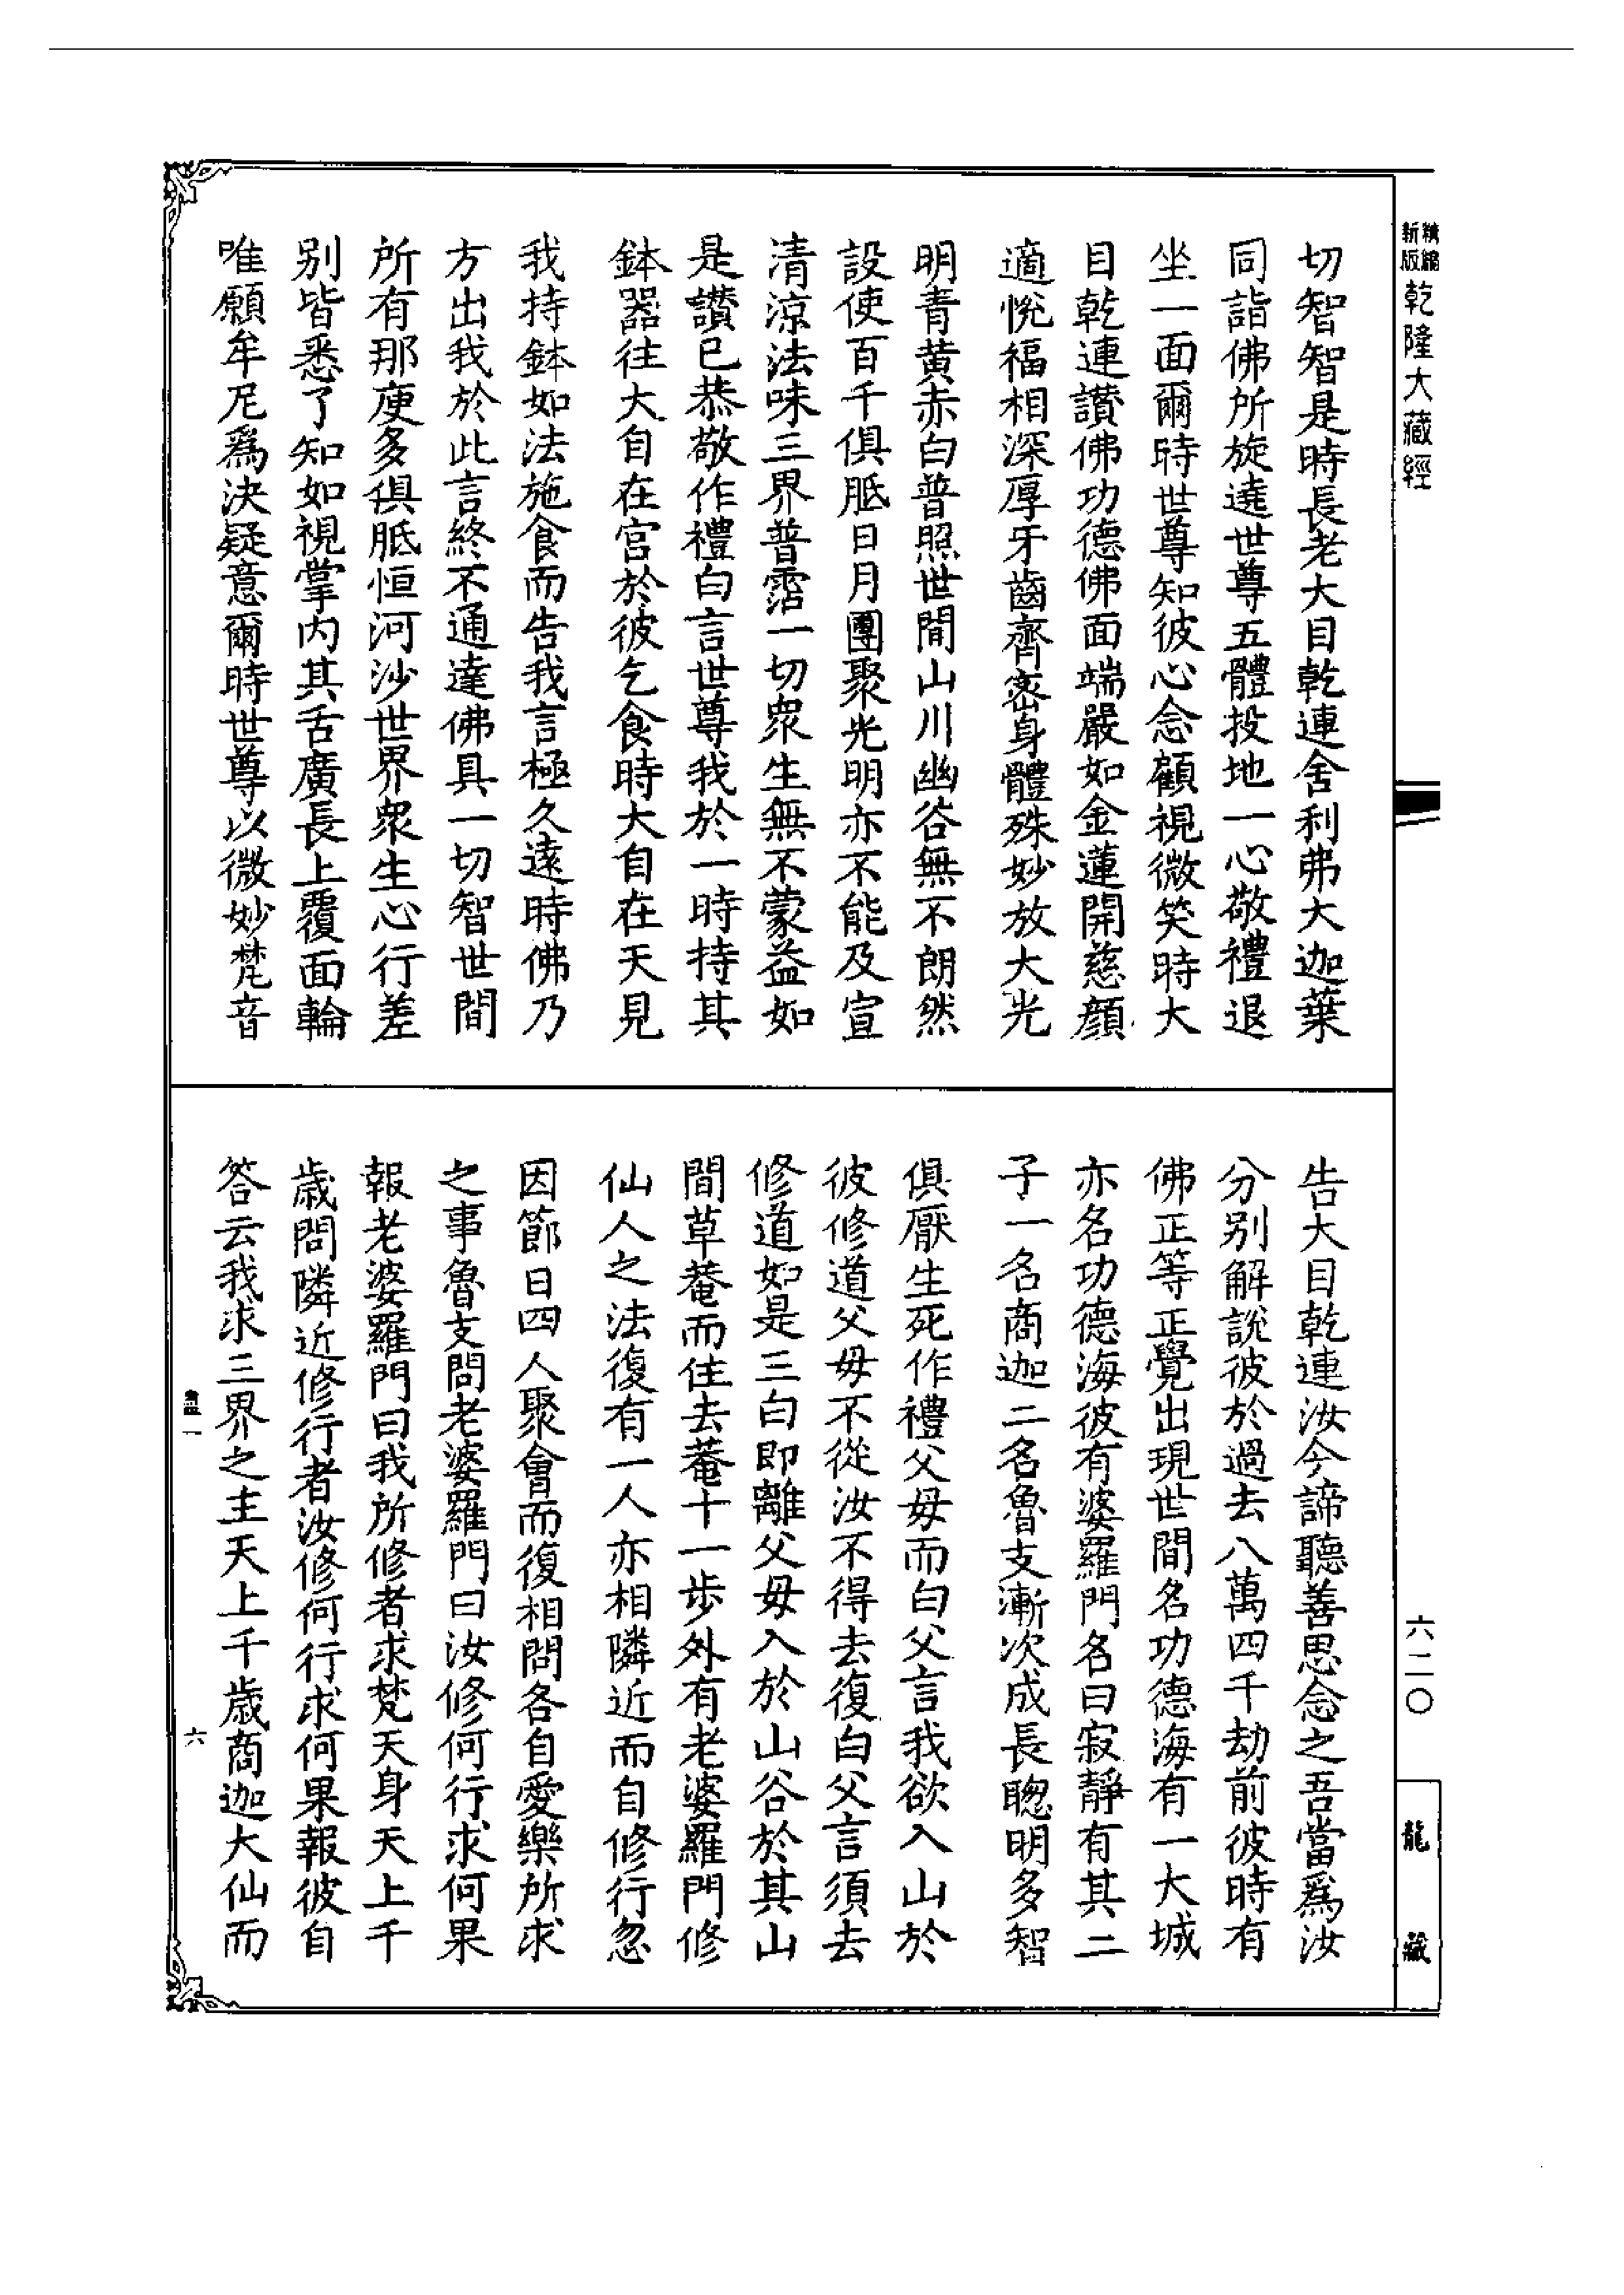 精縮
新版
乾隆大藏經
切智智是時長老大目乾連舍利弗大迦葉
同詣佛所旋遶世尊五體投地一心敬禮退
坐一面爾時世尊知彼心念顧視微笑時大
目乾連讚佛功德佛面端嚴如金蓮開慈顏
適悅福相深厚牙齒齊密身體殊妙放大光
明青黃赤白普照世間山川幽谷無不朗然
設使百千俱胝日月團聚光明亦不能及宣
清涼法味三界普霑一切眾生無不蒙益如
是讚已恭敬作禮白言世尊我於一時持其
鉢器往大自在宮於彼乞食時大自在天見
我持鉢如法施食而告我言極久遠時佛乃
方出我於此言終不通達佛具一切智世間
所有那庾多俱胝恒河沙世界眾生心行差
別皆悉了知如視掌內其舌廣長上覆面輪
唯願牟尼為決疑意爾時世尊以微妙梵音
告大目乾連汝今諦聽善思念之吾當為汝
分別解說彼於過去八萬四千劫前彼時有
佛正等正覺出現世間名功德海有一大城
亦名功德海彼有婆羅門名曰寂靜有其二
子一名商迦二名魯支漸次成長聰明多智
俱厭生死作禮父母而白父言我欲入山於
彼修道父母不從汝不得去復白父言須去
修道如是三白即離父母入於山谷於其山
間草菴而住去菴十一步外有老婆羅門修
仙人之法復有一人亦相隣近而自修行忽
因節日四人聚會而復相問各自愛樂所求
之事魯支問老婆羅門曰汝修何行求何果
報老婆羅門曰我所修者求梵天身天上千
歲問隣近修行者汝修何行求何果報彼自
答云我求三界之主天上千歲商迦大仙而
六二〇
龍藏
六